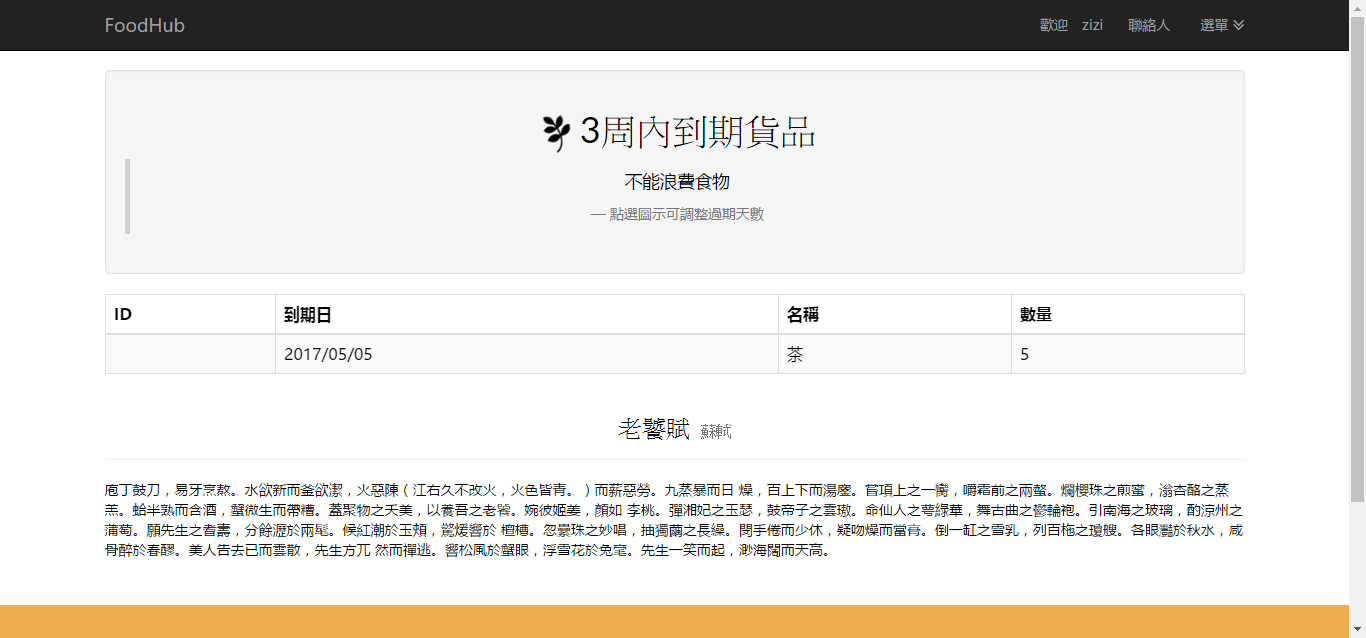 FoodHub 歡迎 zizi 聯絡人 選單
3周內到期貨品
不能浪費食物
— 點選圖示可調整過期天數
ID 到期日 名稱 數量
2017/05/05 茶 5
老饕賦 蘇軾
庖丁鼓刀，易牙烹熬。水欲新而釜欲潔，火惡陳（江右久不改火，火色皆青。）而薪惡勞。九蒸暴而日 燥，百上下而湯鏖。嘗項上之一臠，嚼霜前之兩螯。爛櫻珠之煎蜜，滃杏酪之蒸
羔。蛤半熟而含酒，蟹微生而帶糟。蓋聚物之夭美，以養吾之老饕。婉彼姬姜，顏如 李桃。彈湘妃之玉瑟，鼓帝子之雲璈。命仙人之萼綠華，舞古曲之鬱輪袍。引南海之玻璃，酌涼州之
蒲萄。願先生之耆壽，分餘瀝於兩髦。候紅潮於玉頰，驚煖響於 檀槽。忽纍珠之妙唱，抽獨繭之長繰。閔手倦而少休，疑吻燥而當膏。倒一缸之雪乳，列百柂之瓊艘。各眼灩於秋水，咸
骨醉於春醪。美人告去已而雲散，先生方兀 然而禪逃。響松風於蟹眼，浮雪花於兔毫。先生一笑而起，渺海闊而天高。